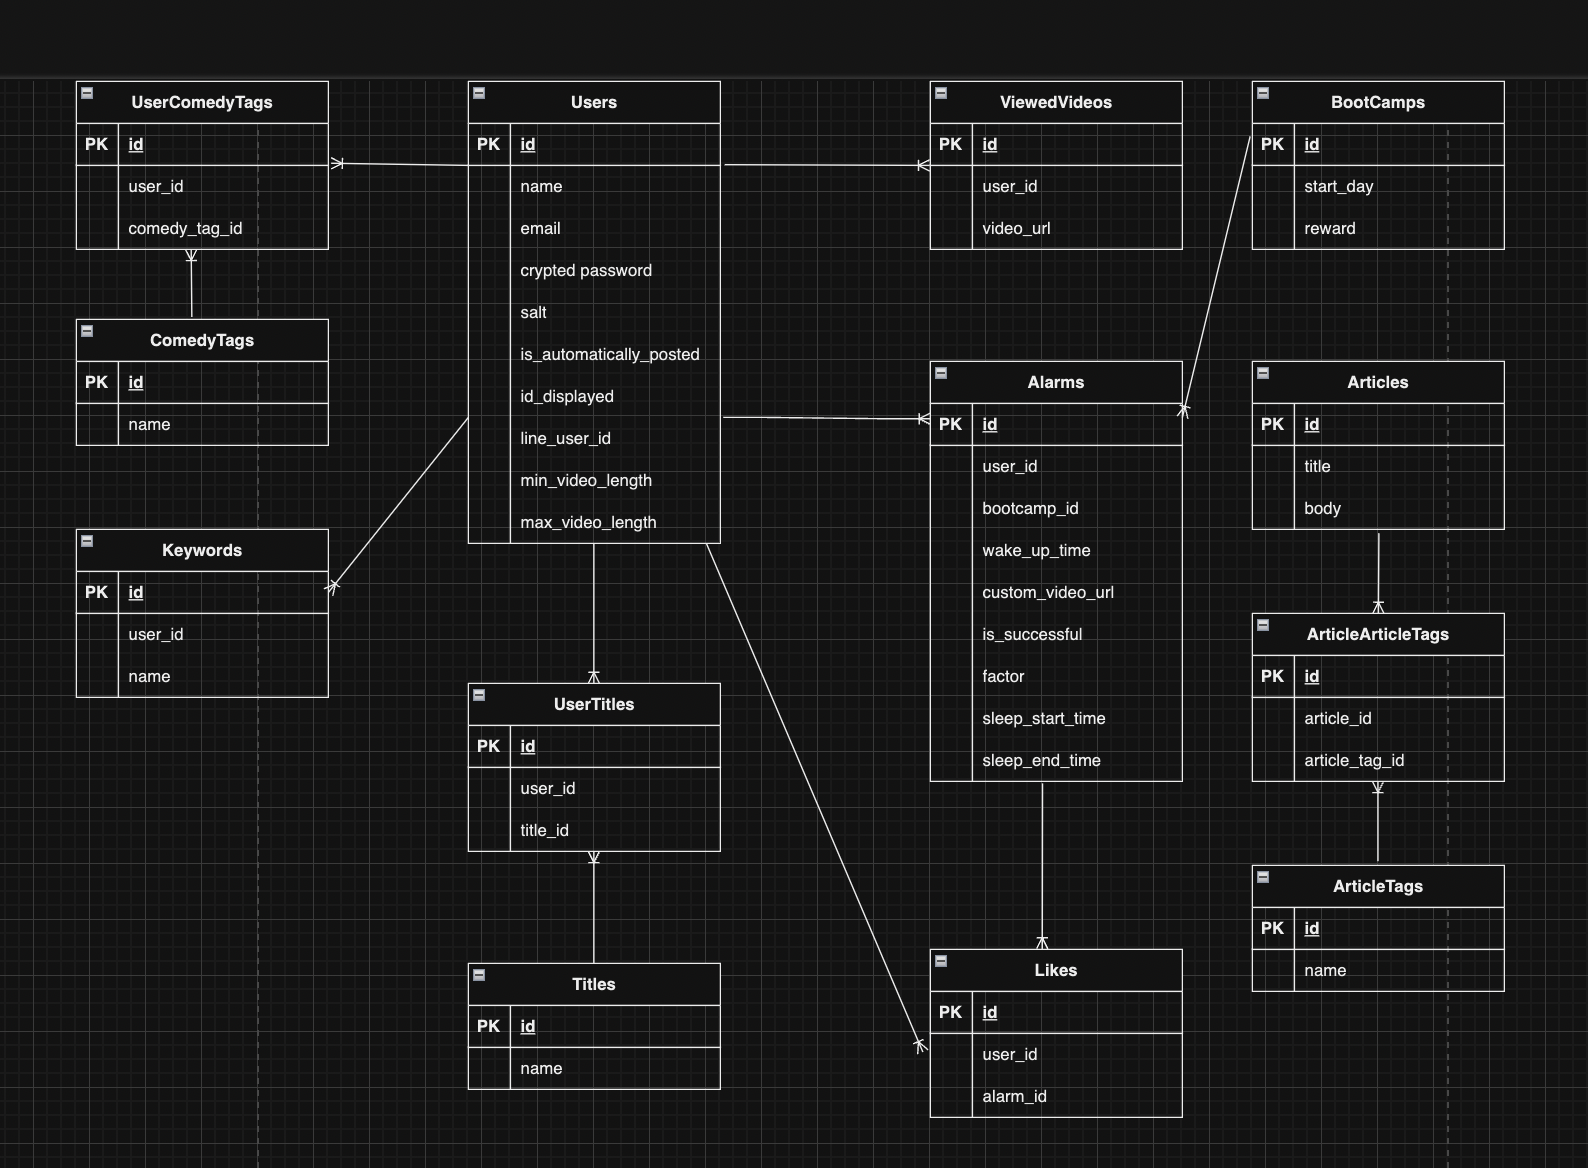 UserComedyTags
PK id
user_id
comedy_tag_id
ComedyTags
PK id
name
Keywords
PK id
user_id
name
Users
PK id
name
email
crypted password
salt
is_automatically_posted
id_displayed
line_user_id
min_video_length
max_video_length
UserTitles
PK id
user_id
title_id
Titles
PK id
name
ViewedVideos
PK id
user_id
video_url
Alarms
PK id
user_id
bootcamp_id
wake_up_time
custom_video_url
is_successful
factor
sleep_start_time
sleep_end_time
Likes
PK id
user_id
alarm_id
BootCamps
PK id
start_day
reward
Articles
PK id
title
body
ArticleArticleTags
PK id
article_id
article_tag_id
ArticleTags
PK id
name